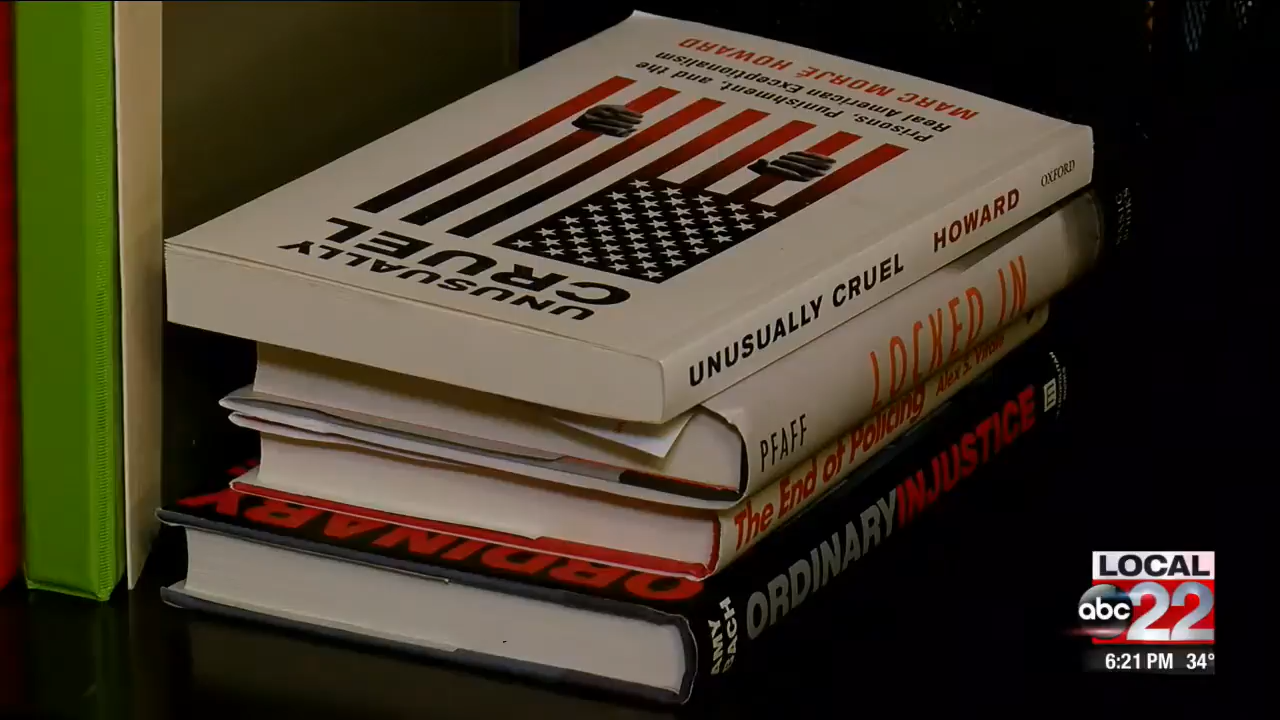 MARC MORJÉ HOWARD
Prisons, Punishment, and the
Real American Exceptionalism
UNUSUALLY
CRUEL
UNUSUALLY CRUEL HOWARD OXFORD
PFAFF LOCKED IN
The End of Policing Alex S. Vitale
ORDINARY
AMY BACH ORDINARY INJUSTICE
LOCAL
abc 22
6:21 PM 34°